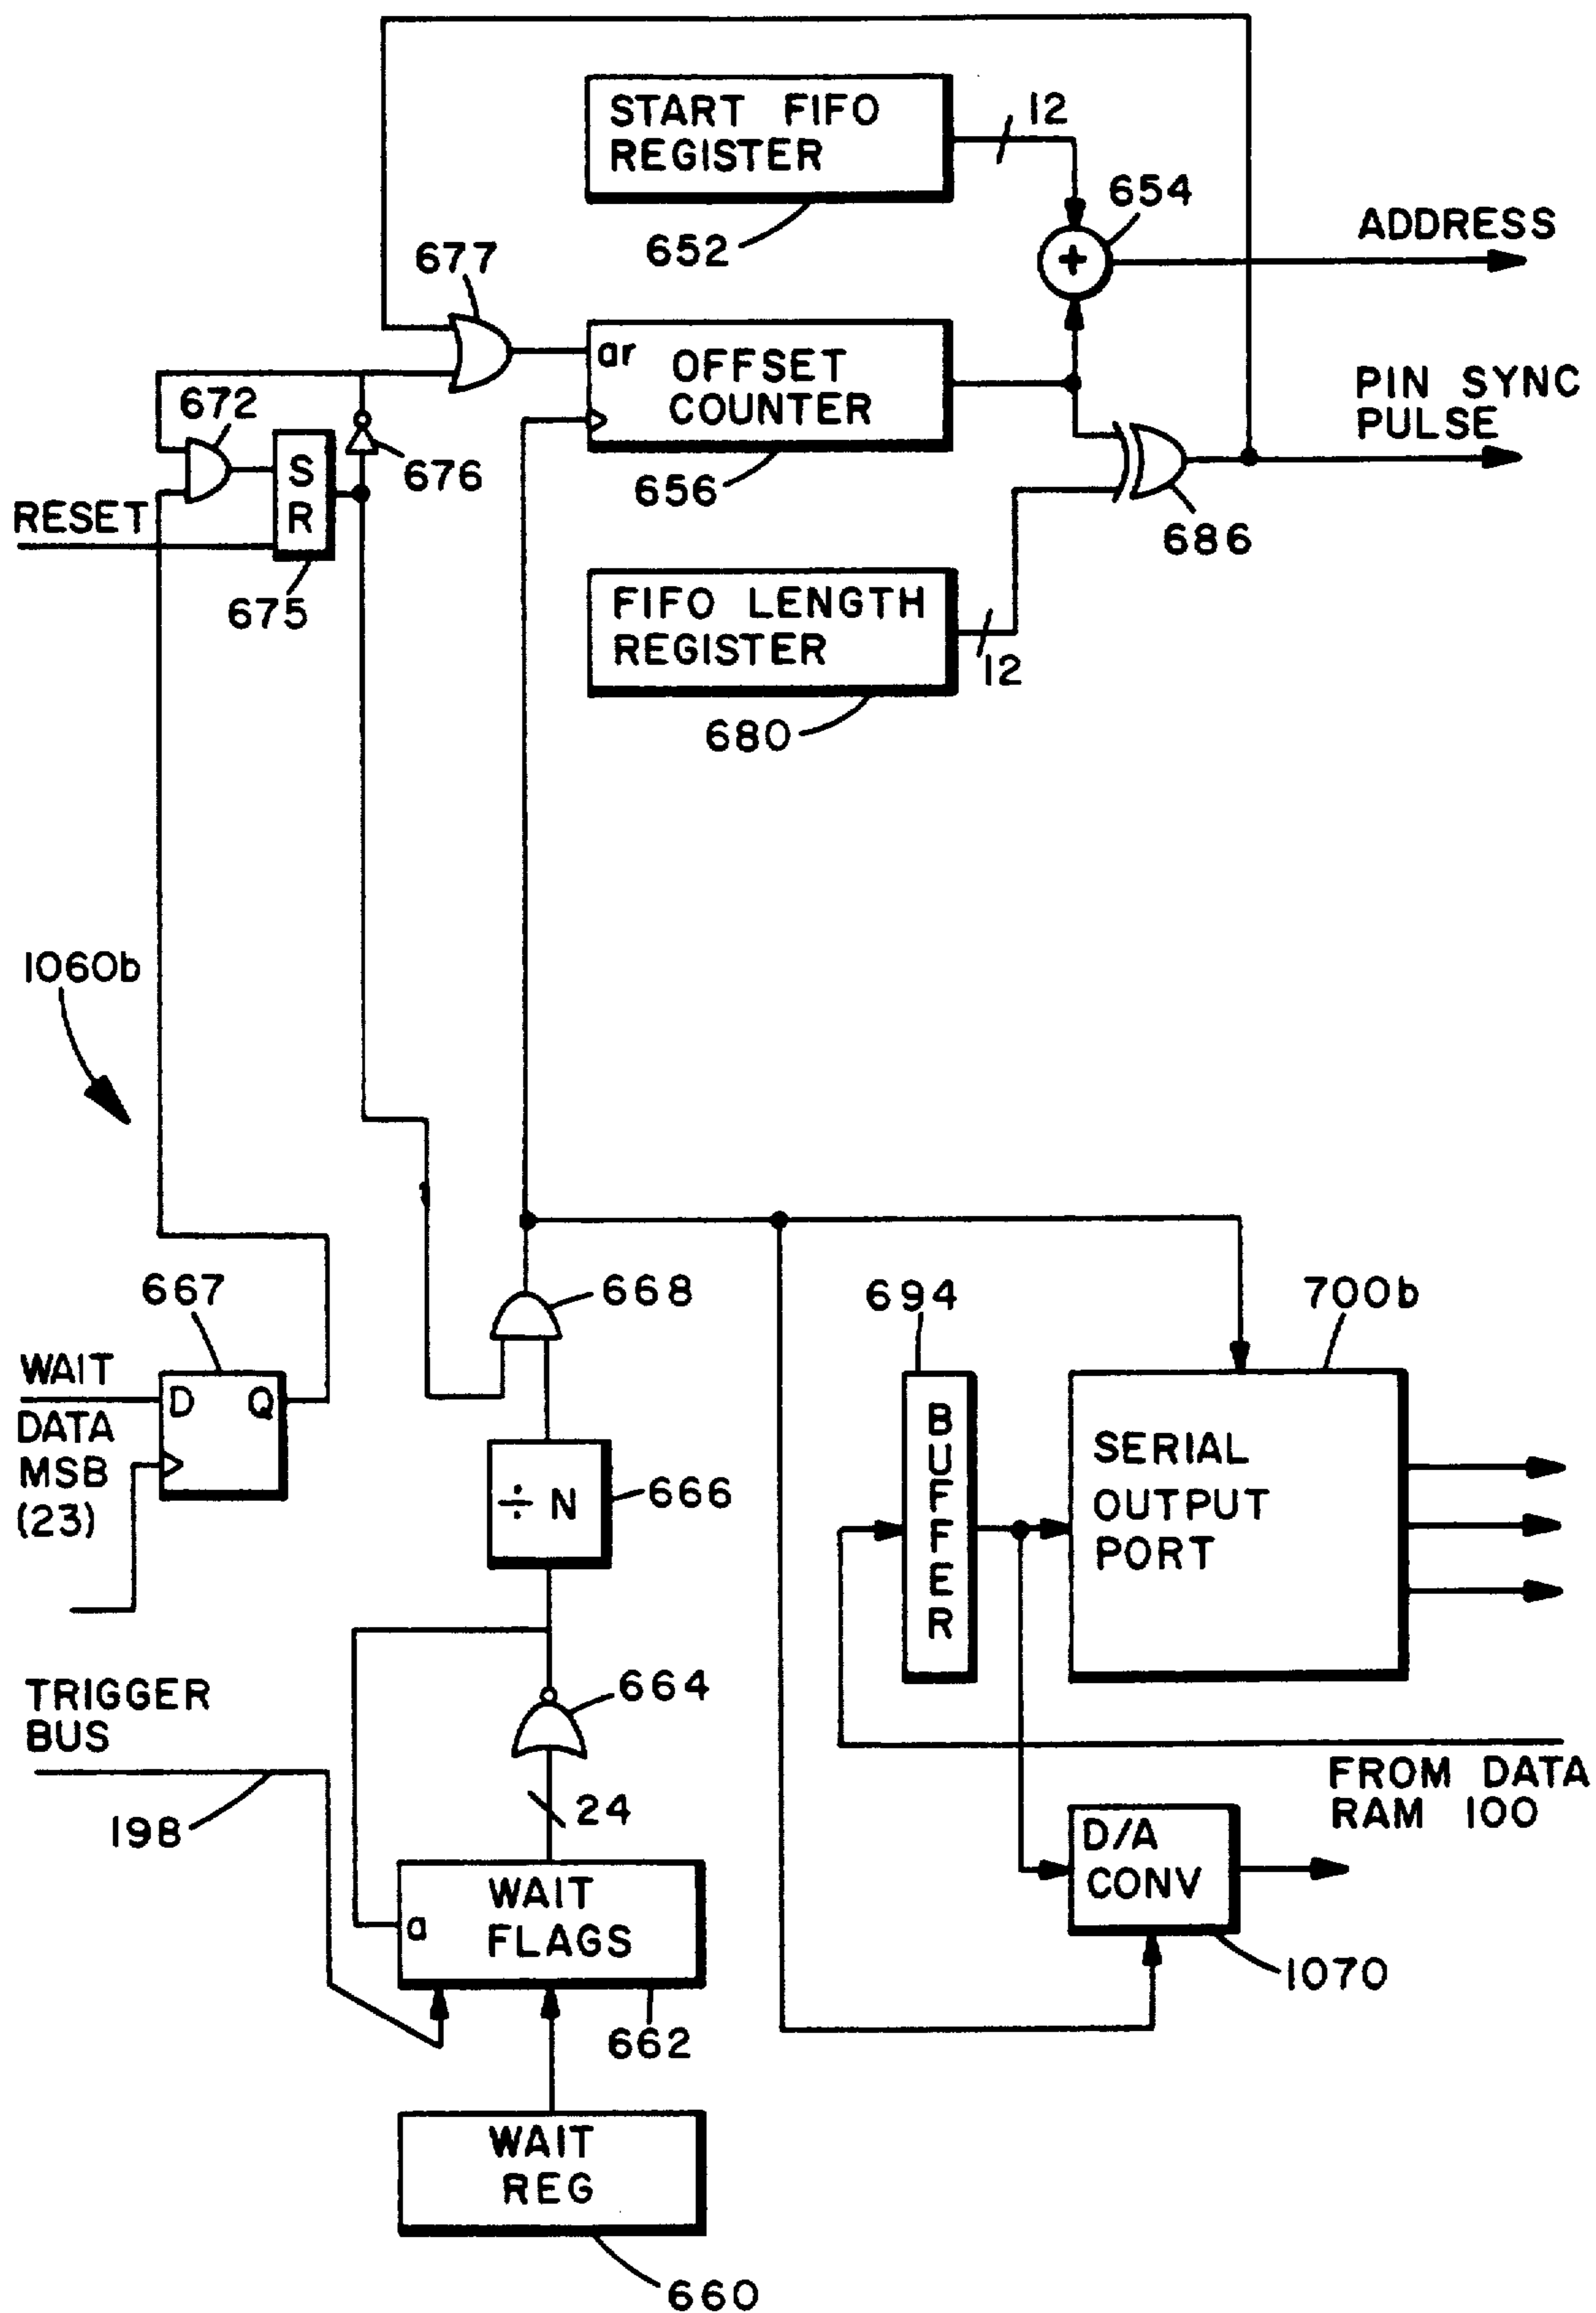 START FIFO
REGISTER
12
654
652
ADDRESS
677
ar
OFFSET
COUNTER
656
PIN SYNC
PULSE
672
S
R
676
RESET
675
686
FIFO LENGTH
REGISTER
12
680
1060b
667
668
694
700b
WAIT
DATA
MSB
(23)
D Q
÷ N
666
BUFFER
SERIAL
OUTPUT
PORT
TRIGGER
BUS
664
198
24
FROM DATA
RAM 100
D/A
CONV
a
WAIT
FLAGS
1070
662
WAIT
REG
660
+